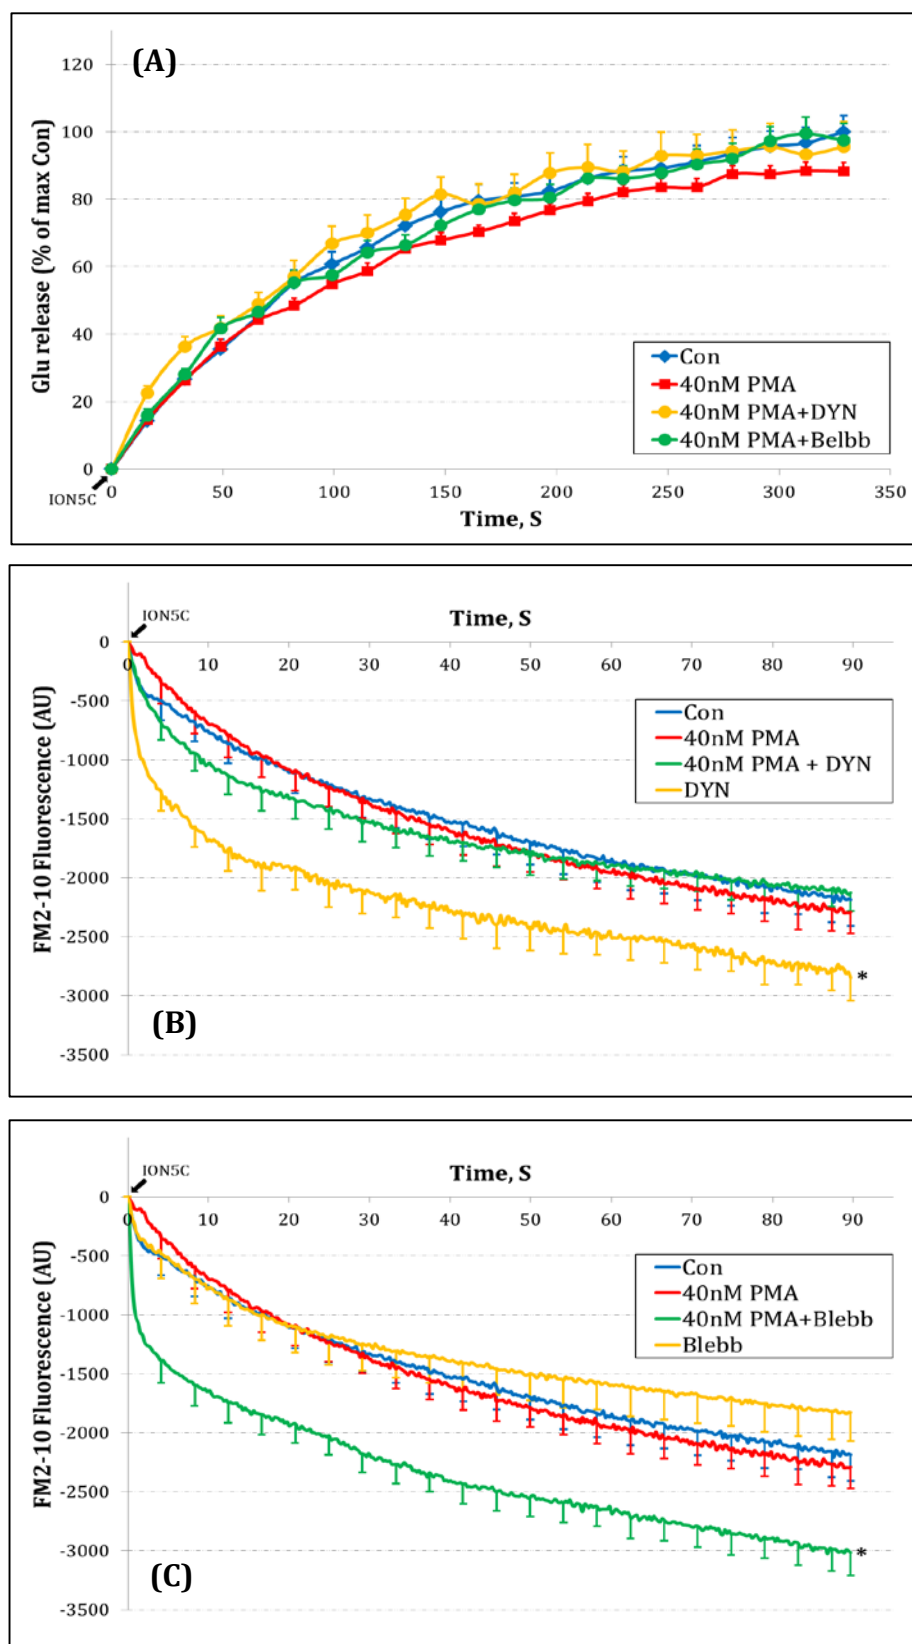 (A)
Glu release (% of max Con)
120
100
80
60
40
20
0
Con
40nM PMA
40nM PMA+DYN
40nM PMA+Belbb
ION5C
0 50 100 150 200 250 300 350
Time, S
ION5C
Time, S
0
0 10 20 30 40 50 60 70 80 90
FM2-10 Fluorescence (AU)
-500
-1000
-1500
-2000
-2500
-3000
-3500
Con
40nM PMA
40nM PMA + DYN
DYN
*
(B)
ION5C
Time, S
0
0 10 20 30 40 50 60 70 80 90
FM2-10 Fluorescence (AU)
-500
-1000
-1500
-2000
-2500
-3000
-3500
Con
40nM PMA
40nM PMA+Blebb
Blebb
*
(C)